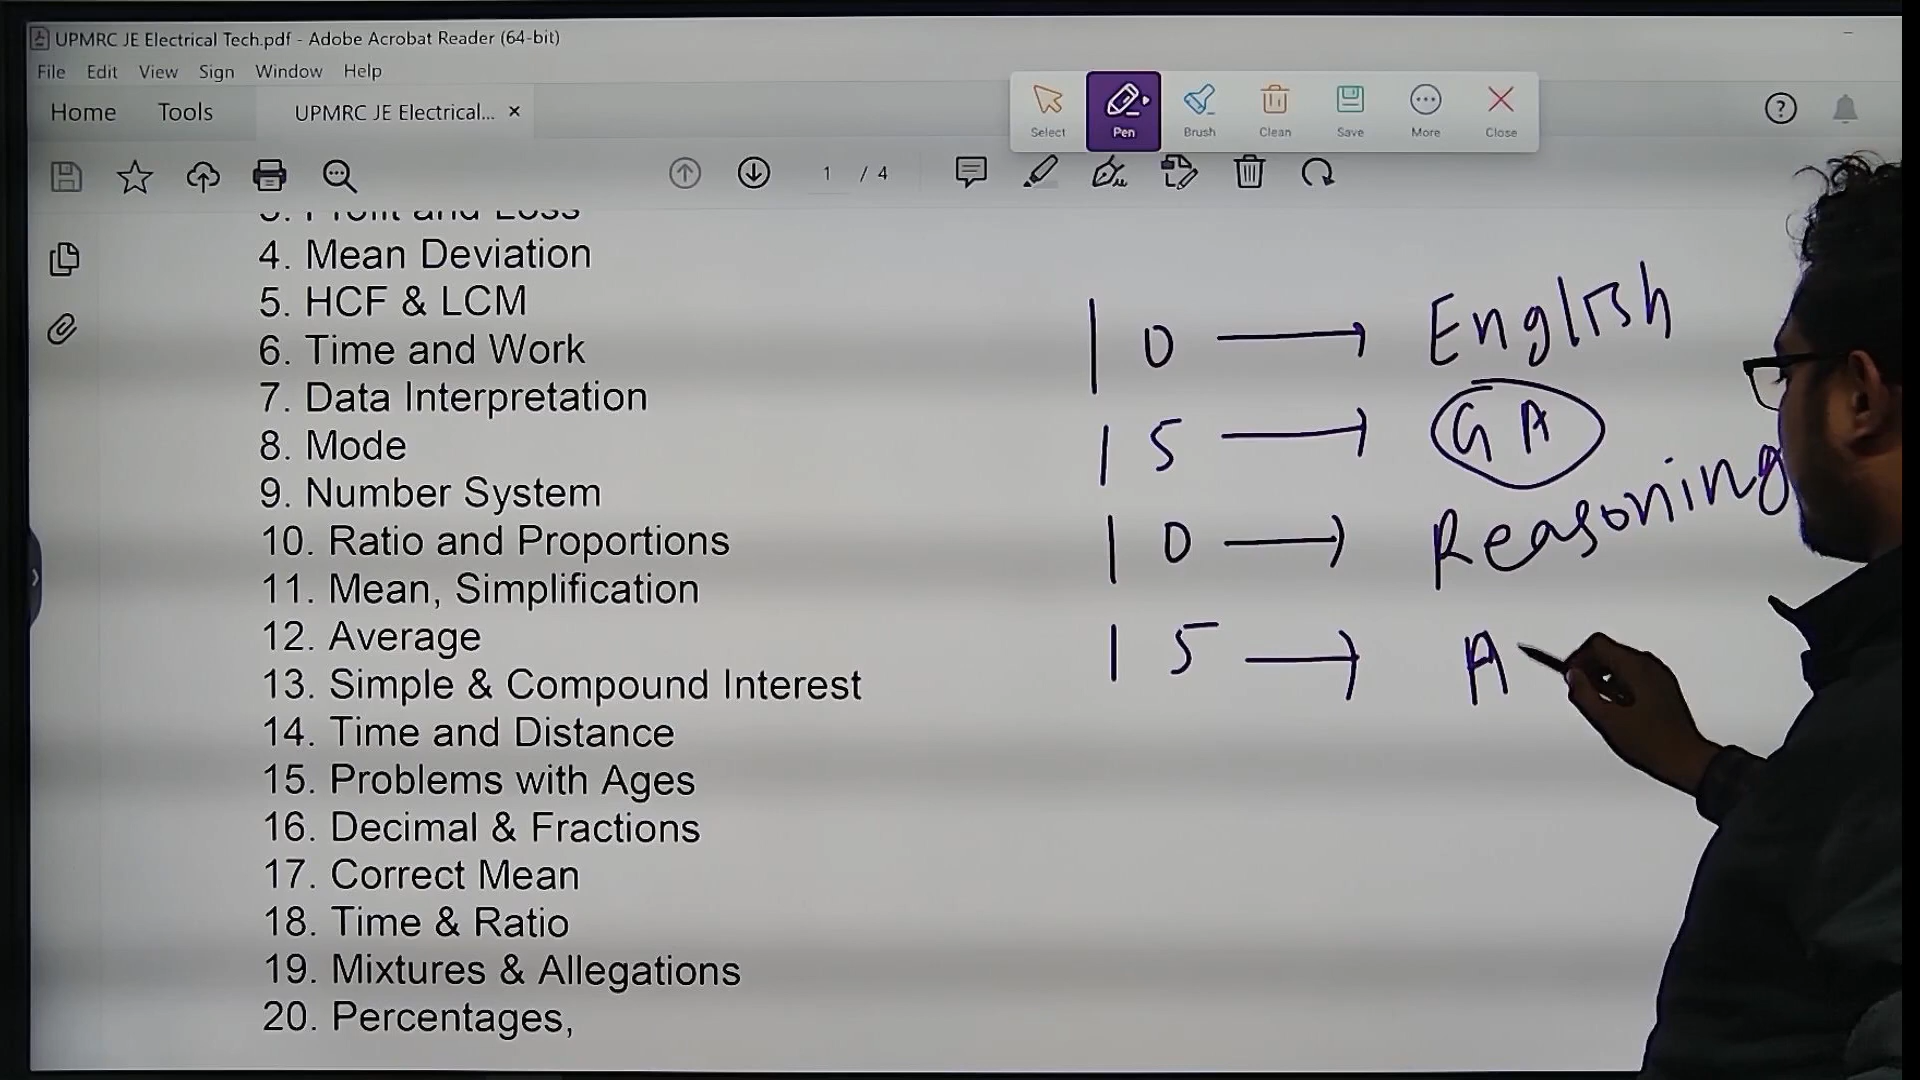 UPMRC JE Electrical Tech.pdf - Adobe Acrobat Reader (64-bit)
File Edit View Sign Window Help
Home Tools UPMRC JE Electrical... ×
Select Pen Brush Clean Save More Close
1 / 4
3. Profit and Loss
4. Mean Deviation
5. HCF & LCM
6. Time and Work
7. Data Interpretation
8. Mode
9. Number System
10. Ratio and Proportions
11. Mean, Simplification
12. Average
13. Simple & Compound Interest
14. Time and Distance
15. Problems with Ages
16. Decimal & Fractions
17. Correct Mean
18. Time & Ratio
19. Mixtures & Allegations
20. Percentages,
10 → English
15 → GA
10 → Reasoning
15 → A